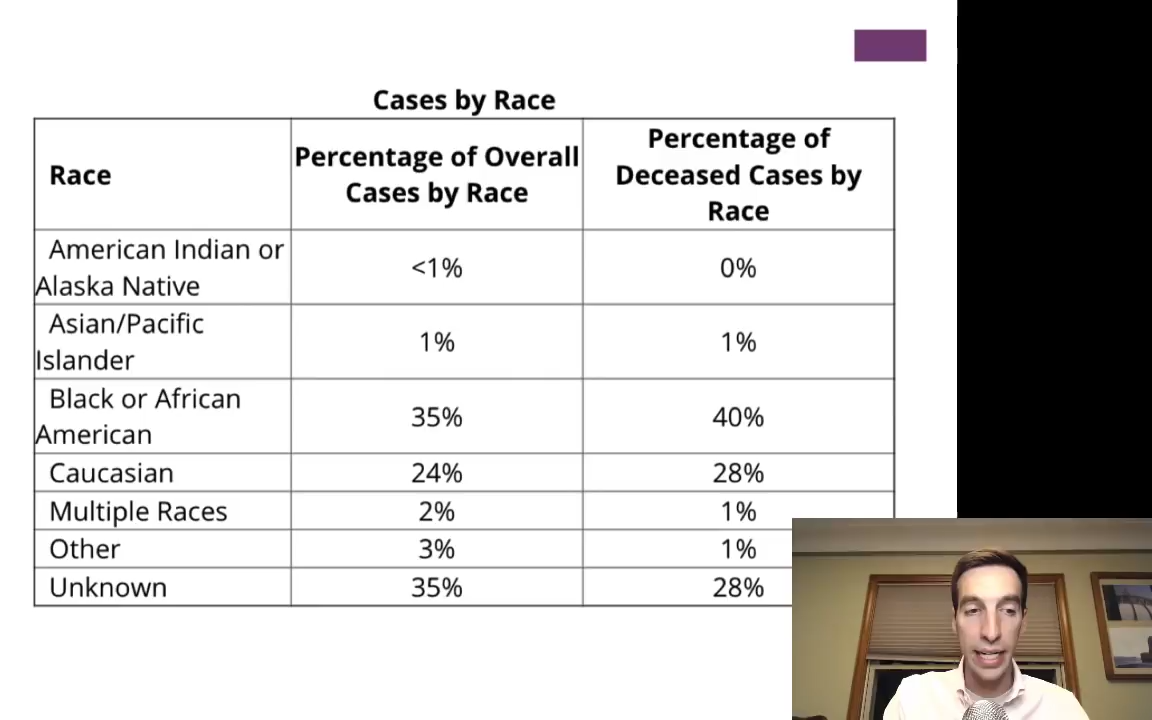 Cases by Race
Race
Percentage of Overall
Cases by Race
Percentage of
Deceased Cases by
Race
American Indian or
Alaska Native
<1%
0%
Asian/Pacific
Islander
1%
1%
Black or African
American
35%
40%
Caucasian
24%
28%
Multiple Races
2%
1%
Other
3%
1%
Unknown
35%
28%